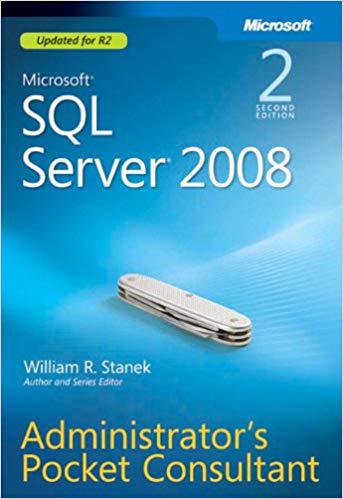 Updated for R2
Microsoft
Microsoft®
SQL
Server® 2008
2
SECOND
EDITION
William R. Stanek
Author and Series Editor
Administrator's
Pocket Consultant